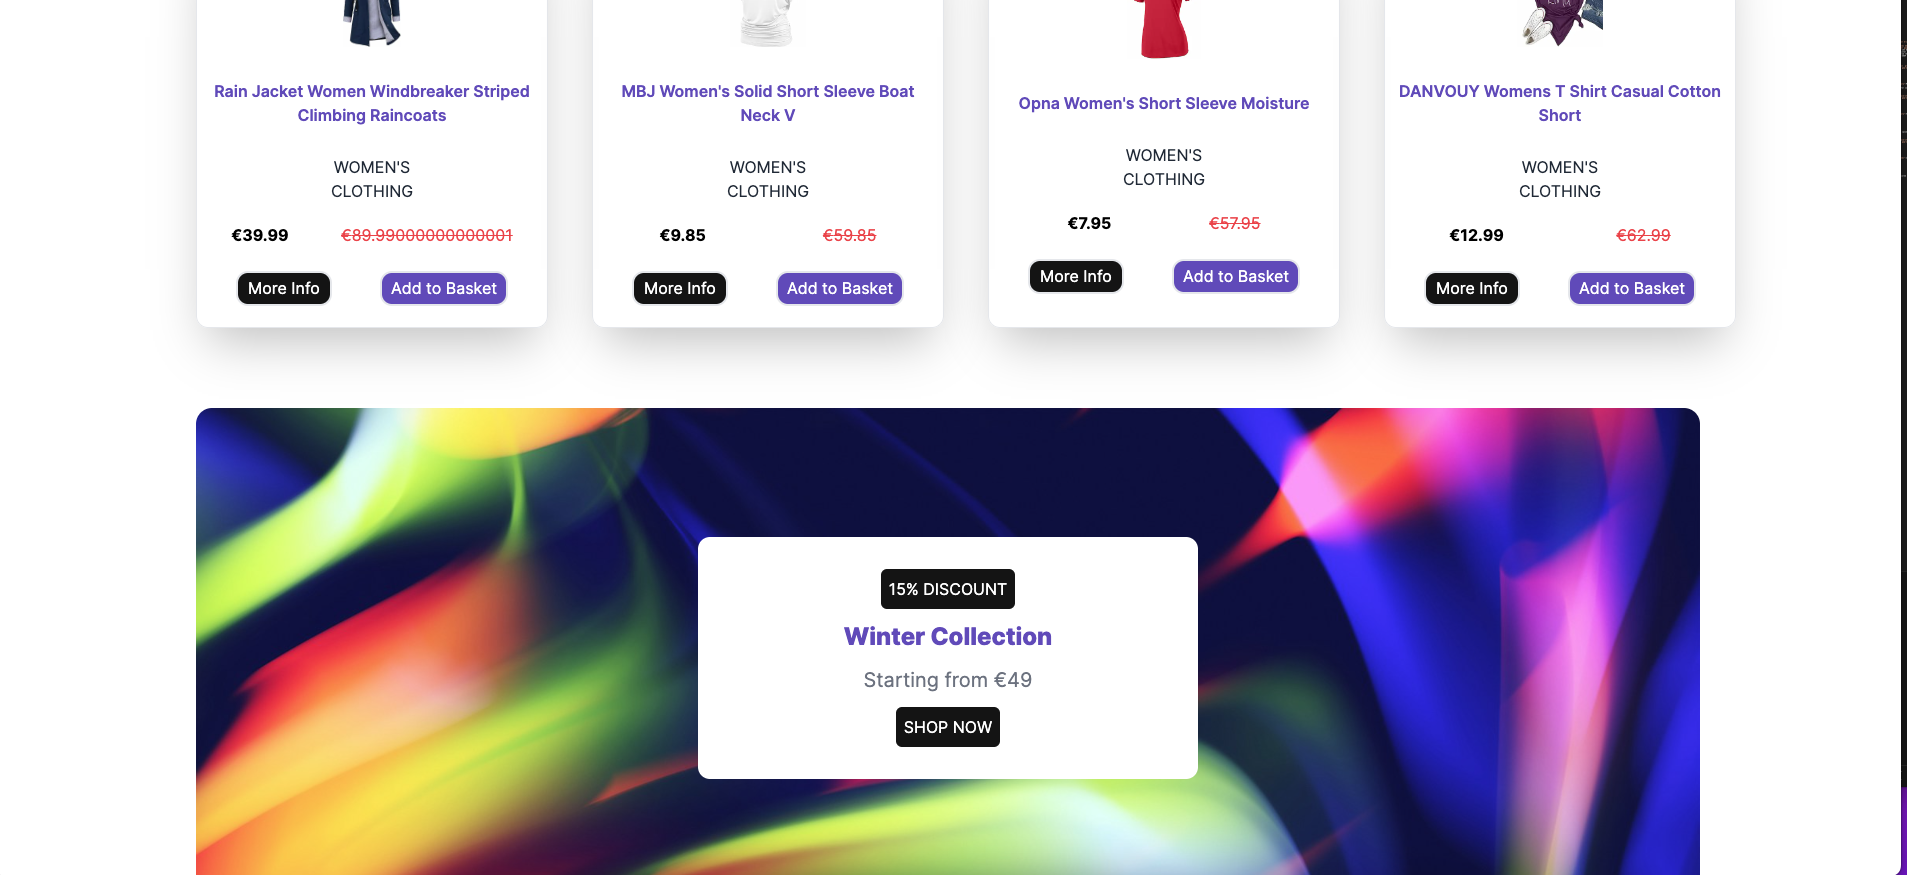 Rain Jacket Women Windbreaker Striped
Climbing Raincoats
WOMEN'S
CLOTHING
€39.99 €89.99000000000001
More Info Add to Basket
MBJ Women's Solid Short Sleeve Boat
Neck V
WOMEN'S
CLOTHING
€9.85 €59.85
More Info Add to Basket
Opna Women's Short Sleeve Moisture
WOMEN'S
CLOTHING
€7.95 €57.95
More Info Add to Basket
DANVOUY Womens T Shirt Casual Cotton
Short
WOMEN'S
CLOTHING
€12.99 €62.99
More Info Add to Basket
15% DISCOUNT
Winter Collection
Starting from €49
SHOP NOW